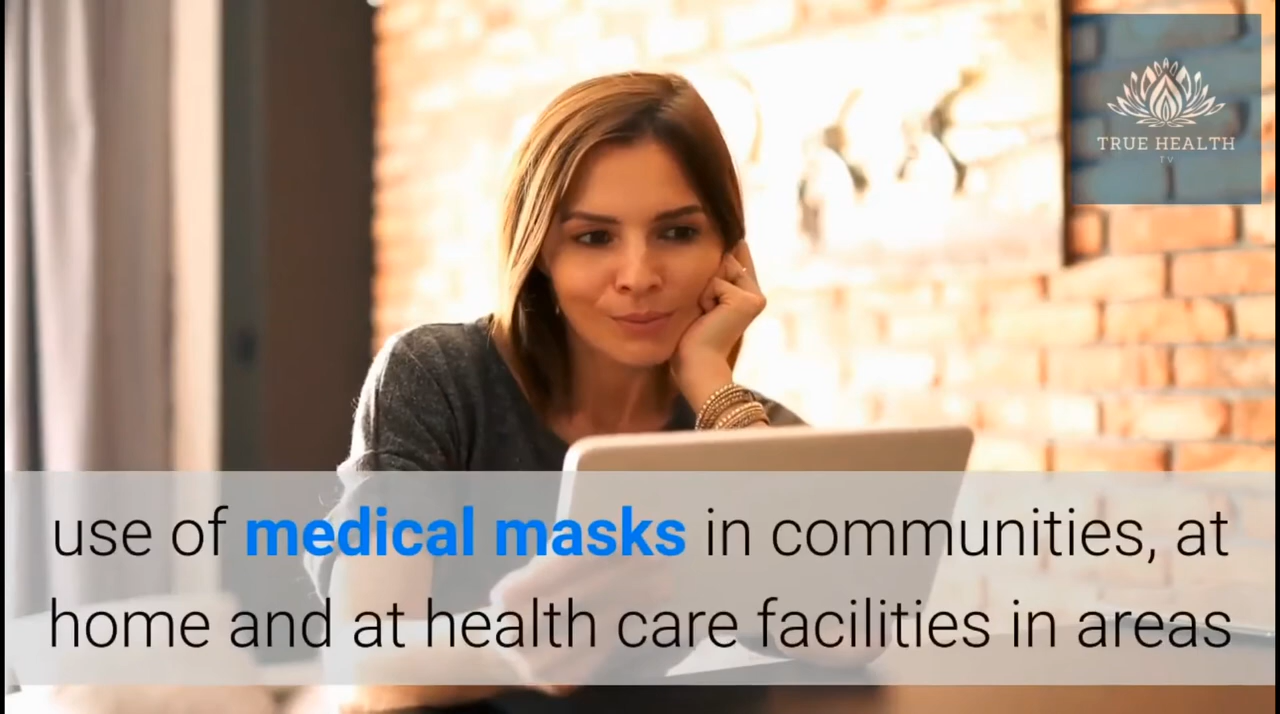 TRUE HEALTH
TV
use of medical masks in communities, at
home and at health care facilities in areas